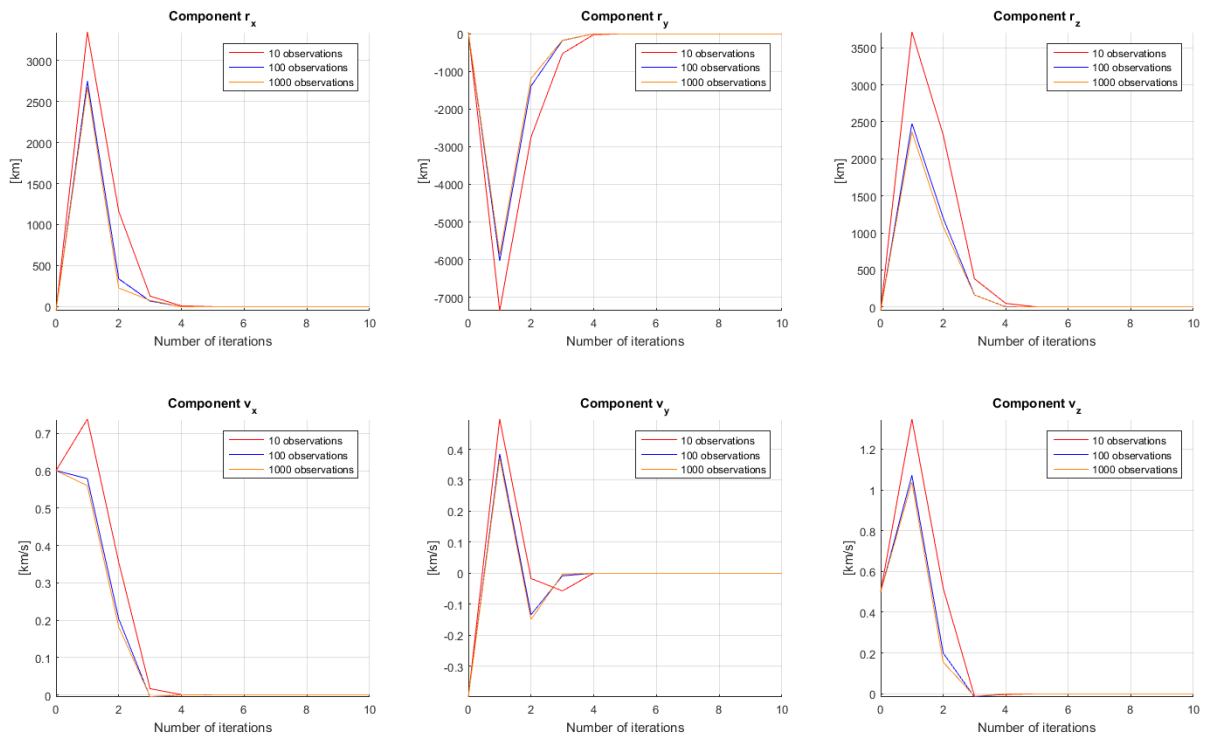 Component r_x
10 observations
100 observations
1000 observations
[km]
3000
2500
2000
1500
1000
500
0
0 2 4 6 8 10
Number of iterations
Component r_y
10 observations
100 observations
1000 observations
[km]
0
-1000
-2000
-3000
-4000
-5000
-6000
-7000
0 2 4 6 8 10
Number of iterations
Component r_z
10 observations
100 observations
1000 observations
[km]
3500
3000
2500
2000
1500
1000
500
0
0 2 4 6 8 10
Number of iterations
Component v_x
10 observations
100 observations
1000 observations
[km/s]
0.7
0.6
0.5
0.4
0.3
0.2
0.1
0
0 2 4 6 8 10
Number of iterations
Component v_y
10 observations
100 observations
1000 observations
[km/s]
0.4
0.3
0.2
0.1
0
-0.1
-0.2
-0.3
0 2 4 6 8 10
Number of iterations
Component v_z
10 observations
100 observations
1000 observations
[km/s]
1.2
1
0.8
0.6
0.4
0.2
0
0 2 4 6 8 10
Number of iterations